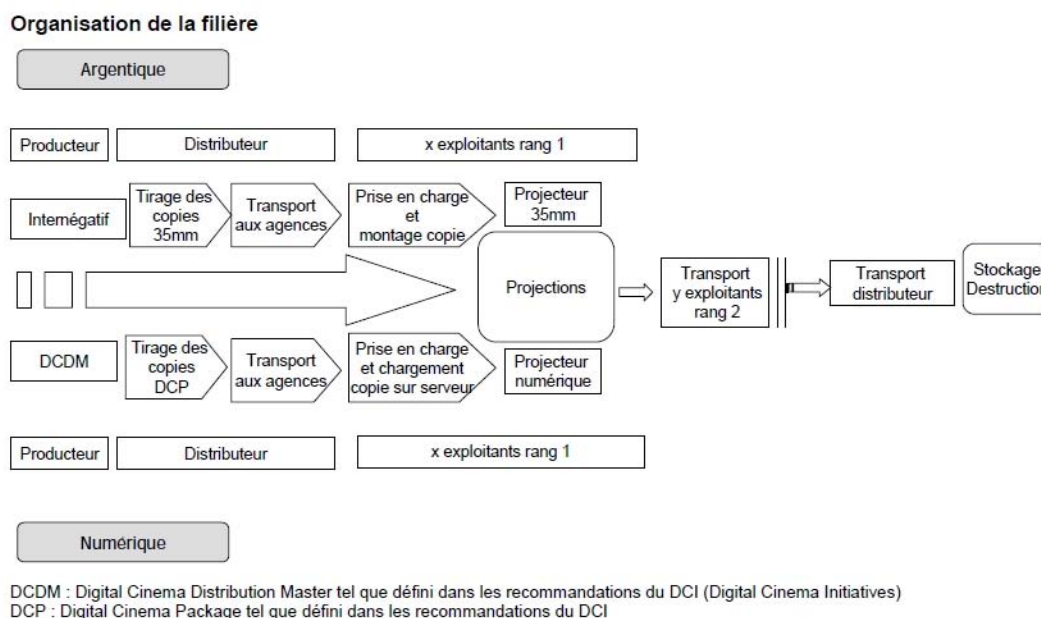 Organisation de la filière
Argentique
Producteur
Distributeur
x exploitants rang 1
Internégatif
Tirage des
copies
35mm
Transport
aux agences
Prise en charge
et
montage copie
Projecteur
35mm
Projections
Transport
y exploitants
rang 2
Transport
distributeur
Stockage
Destruction
DCDM
Tirage des
copies
DCP
Transport
aux agences
Prise en charge
et chargement
copie sur serveur
Projecteur
numérique
Producteur
Distributeur
x exploitants rang 1
Numérique
DCDM : Digital Cinema Distribution Master tel que défini dans les recommandations du DCI (Digital Cinema Initiatives)
DCP : Digital Cinema Package tel que défini dans les recommandations du DCI